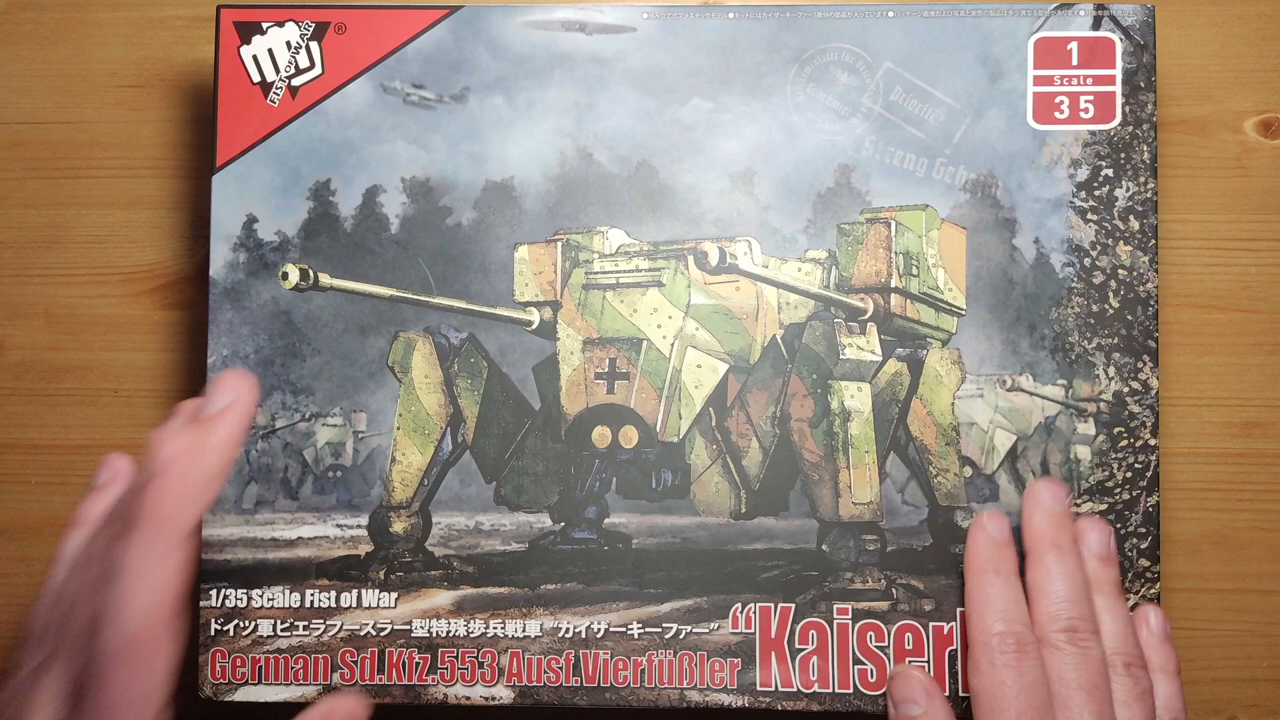 FIST OF WAR ®
1
Scale
35
Priorität
Streng Geh
1/35 Scale Fist of War
ドイツ軍ビエラフースラー型特殊歩兵戦車 "カイザーキーファー"
German Sd.Kfz.553 Ausf.Vierfüßler "Kaiser